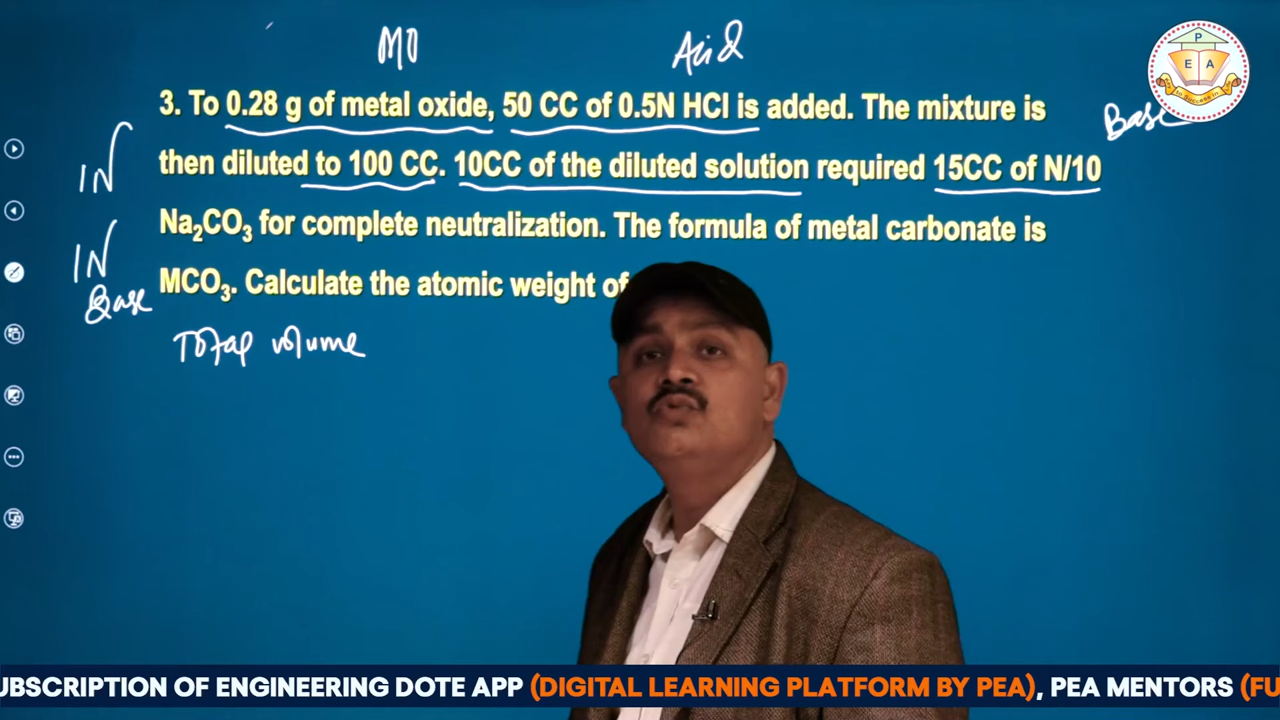 MO
Acid
3. To 0.28 g of metal oxide, 50 CC of 0.5N HCl is added. The mixture is
Base
then diluted to 100 CC. 10CC of the diluted solution required 15CC of N/10
1N
Na₂CO₃ for complete neutralization. The formula of metal carbonate is
1N
Base
MCO₃. Calculate the atomic weight of
Total volume
P
E A
UBSCRIPTION OF ENGINEERING DOTE APP (DIGITAL LEARNING PLATFORM BY PEA), PEA MENTORS (FU